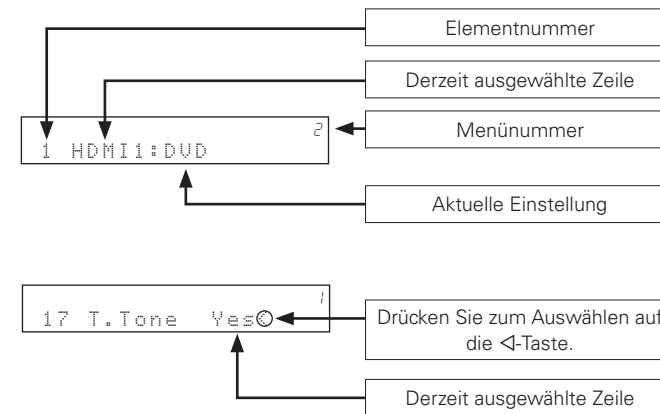 Elementnummer
Derzeit ausgewählte Zeile
2
Menünummer
1 HDMI1:DVD
Aktuelle Einstellung
1
17 T.Tone Yes
Drücken Sie zum Auswählen auf
die ◁-Taste.
Derzeit ausgewählte Zeile